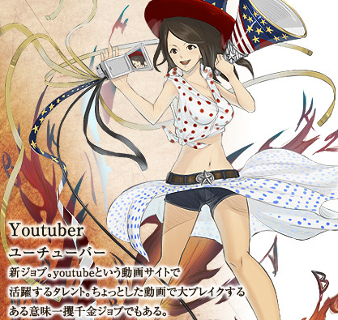 Youtuber
ユーチューバー
新ジョブ。youtubeという動画サイトで
活躍するタレント。ちょっとした動画で大ブレイクする
ある意味一攫千金ジョブでもある。